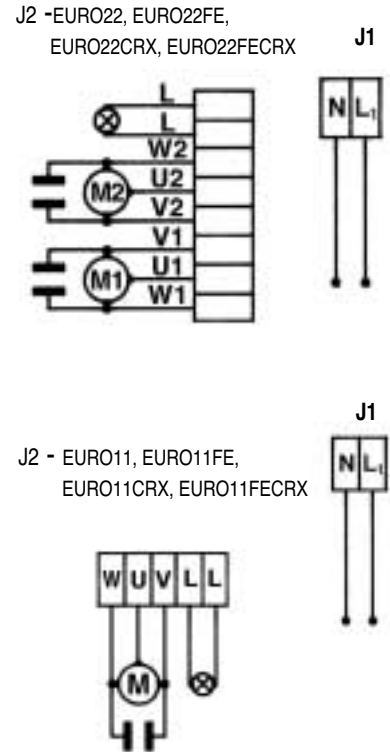 J2 -EURO22, EURO22FE,
EURO22CRX, EURO22FECRX
J1
L
L
W2
U2
V2
V1
U1
W1
M2
M1
N L₁
J1
J2 - EURO11, EURO11FE,
EURO11CRX, EURO11FECRX
N L₁
W U V L L
M